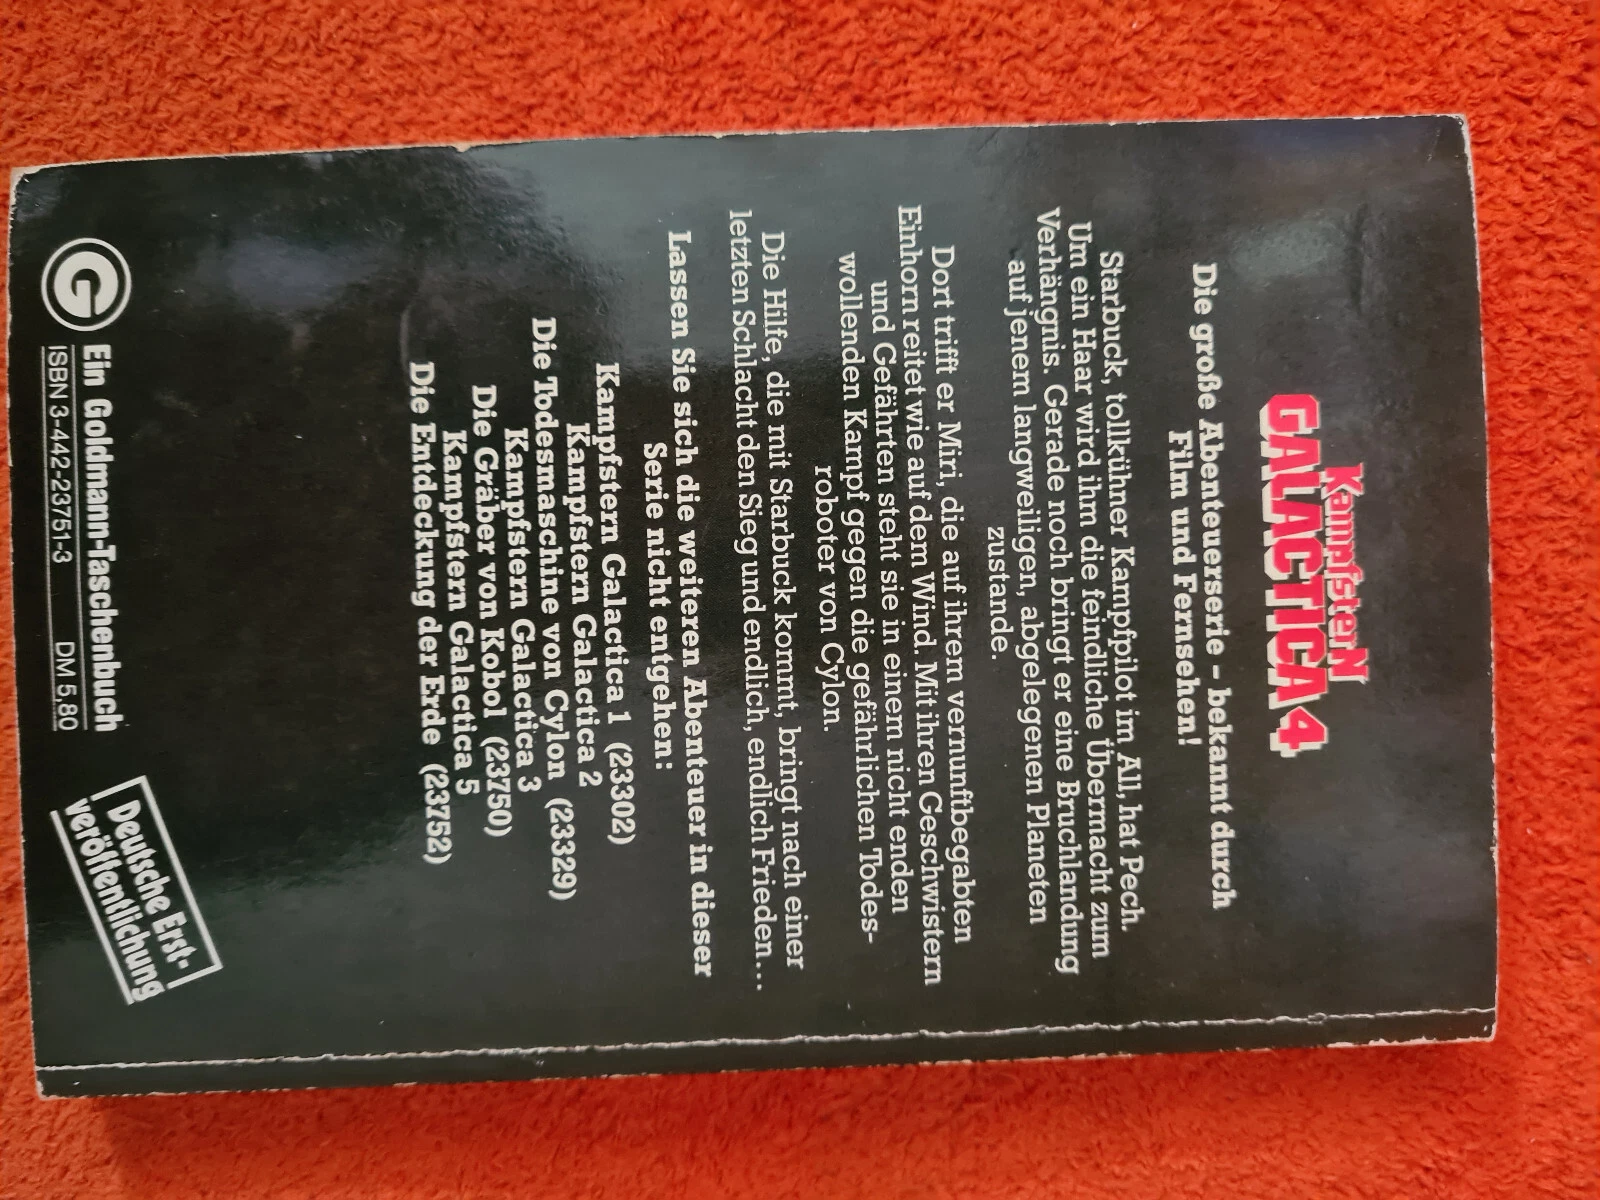 Kampfstern
GALACTICA 4
Die große Abenteuerserie – bekannt durch
Film und Fernsehen!
Starbuck, tollkühner Kampfpilot im All, hat Pech.
Um ein Haar wird ihm die feindliche Übermacht zum
Verhängnis. Gerade noch bringt er eine Bruchlandung
auf jenem langweiligen, abgelegenen Planeten
zustande.
Dort trifft er Miri, die auf ihrem vernunftbegabten
Einhorn reitet wie auf dem Wind. Mit ihren Geschwistern
und Gefährten steht sie in einem nicht enden
wollenden Kampf gegen die gefährlichen Todes-
roboter von Cylon.
Die Hilfe, die mit Starbuck kommt, bringt nach einer
letzten Schlacht den Sieg und endlich, endlich Frieden...
Lassen Sie sich die weiteren Abenteuer in dieser
Serie nicht entgehen:
Kampfstern Galactica 1 (23302)
Kampfstern Galactica 2
Die Todesmaschine von Cylon (23329)
Kampfstern Galactica 3
Die Gräber von Kobol (23750)
Kampfstern Galactica 5
Die Entdeckung der Erde (23752)
G
Ein Goldmann-Taschenbuch
ISBN 3-442-23751-3 DM 5,80
Deutsche Erst-
veröffentlichung